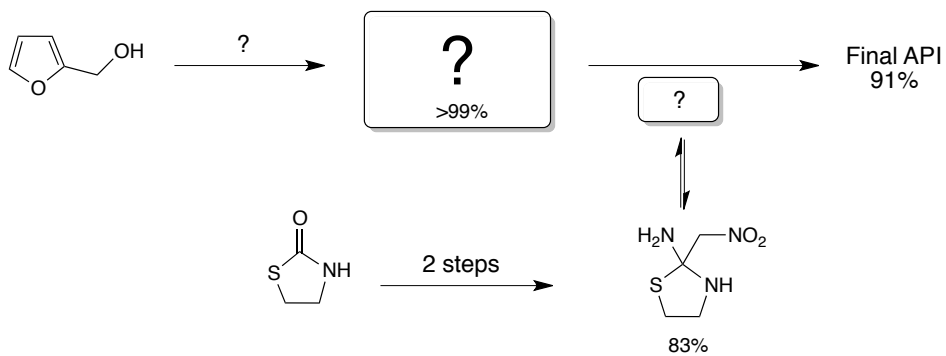 OH
O
?
?
>99%
Final API
91%
?
O
S
NH
2 steps
H₂N
NO₂
S
NH
83%